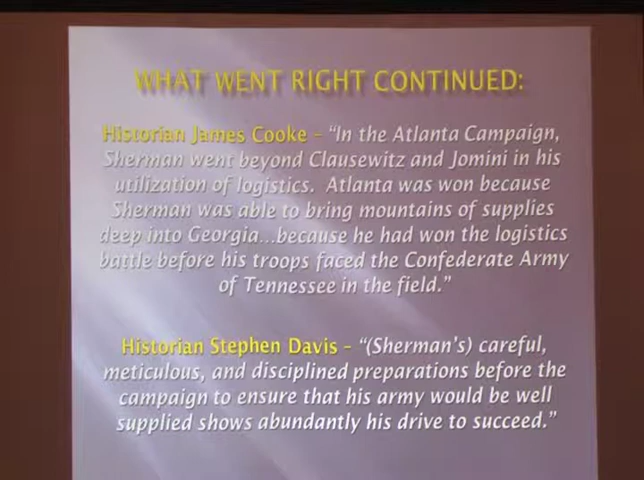 WHAT WENT RIGHT CONTINUED:
Historian James Cooke – "In the Atlanta Campaign,
Sherman went beyond Clausewitz and Jomini in his
utilization of logistics. Atlanta was won because
Sherman was able to bring mountains of supplies
deep into Georgia...because he had won the logistics
battle before his troops faced the Confederate Army
of Tennessee in the field."
Historian Stephen Davis – "(Sherman's) careful,
meticulous, and disciplined preparations before the
campaign to ensure that his army would be well
supplied shows abundantly his drive to succeed."